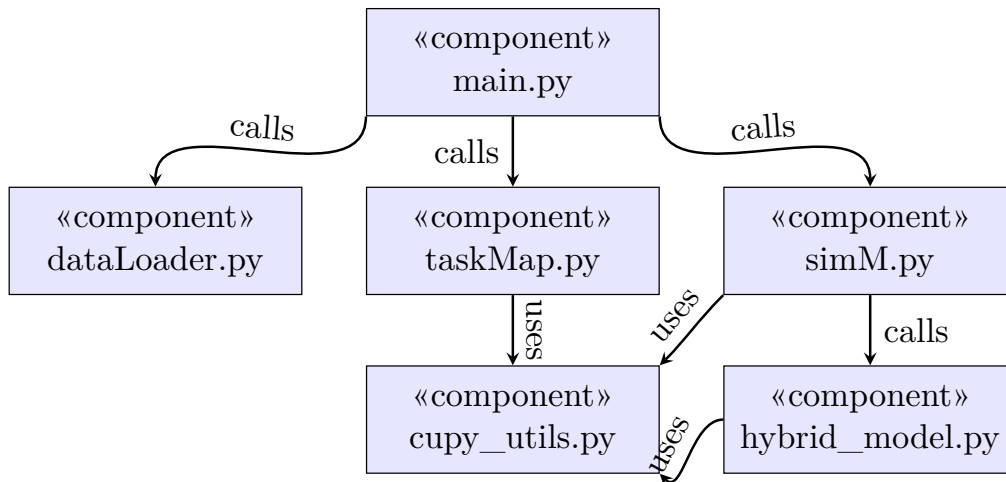 «component»
main.py
calls
calls
calls
«component»
dataLoader.py
«component»
taskMap.py
«component»
simM.py
uses
uses
calls
«component»
cupy_utils.py
uses
«component»
hybrid_model.py